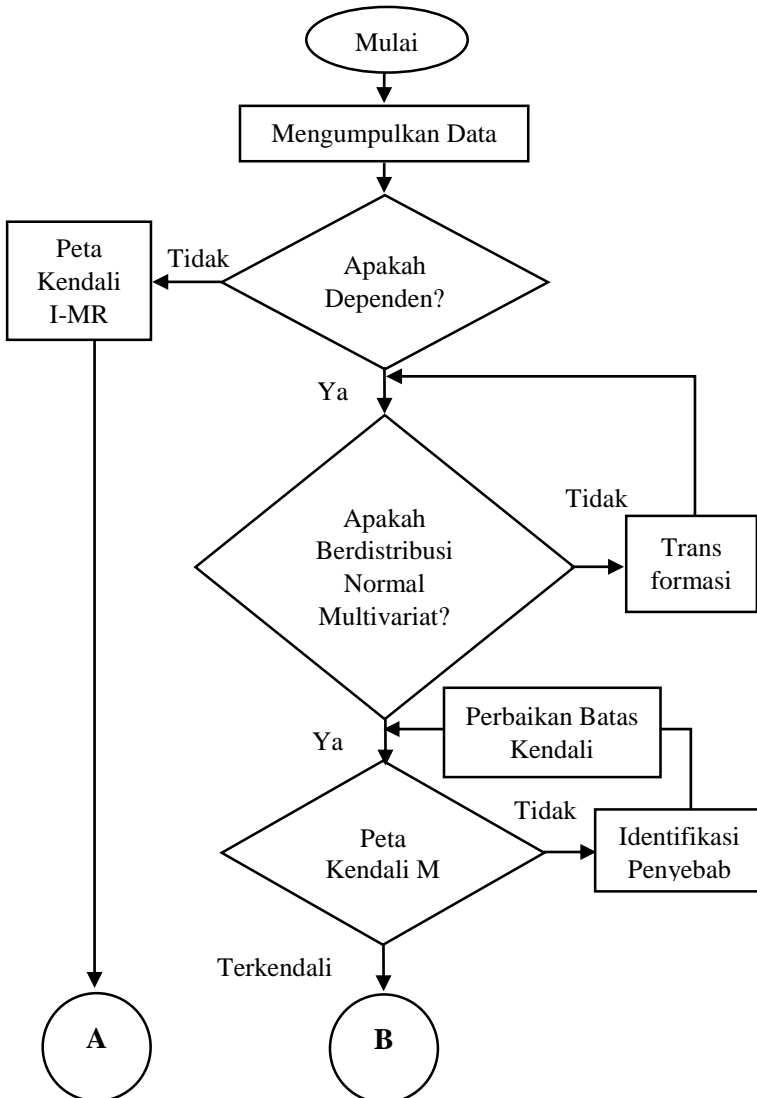 Mulai
Mengumpulkan Data
Peta
Kendali
I-MR
Tidak
Apakah
Dependen?
Ya
Apakah
Berdistribusi
Normal
Multivariat?
Tidak
Trans
formasi
Ya
Perbaikan Batas
Kendali
Peta
Kendali M
Tidak
Identifikasi
Penyebab
Terkendali
A
B